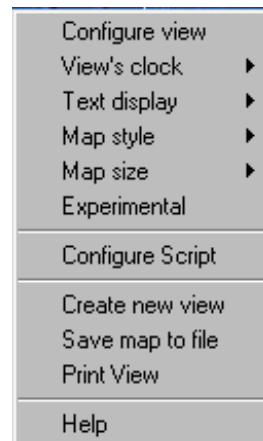 Configure view
View's clock
Text display
Map style
Map size
Experimental
Configure Script
Create new view
Save map to file
Print View
Help